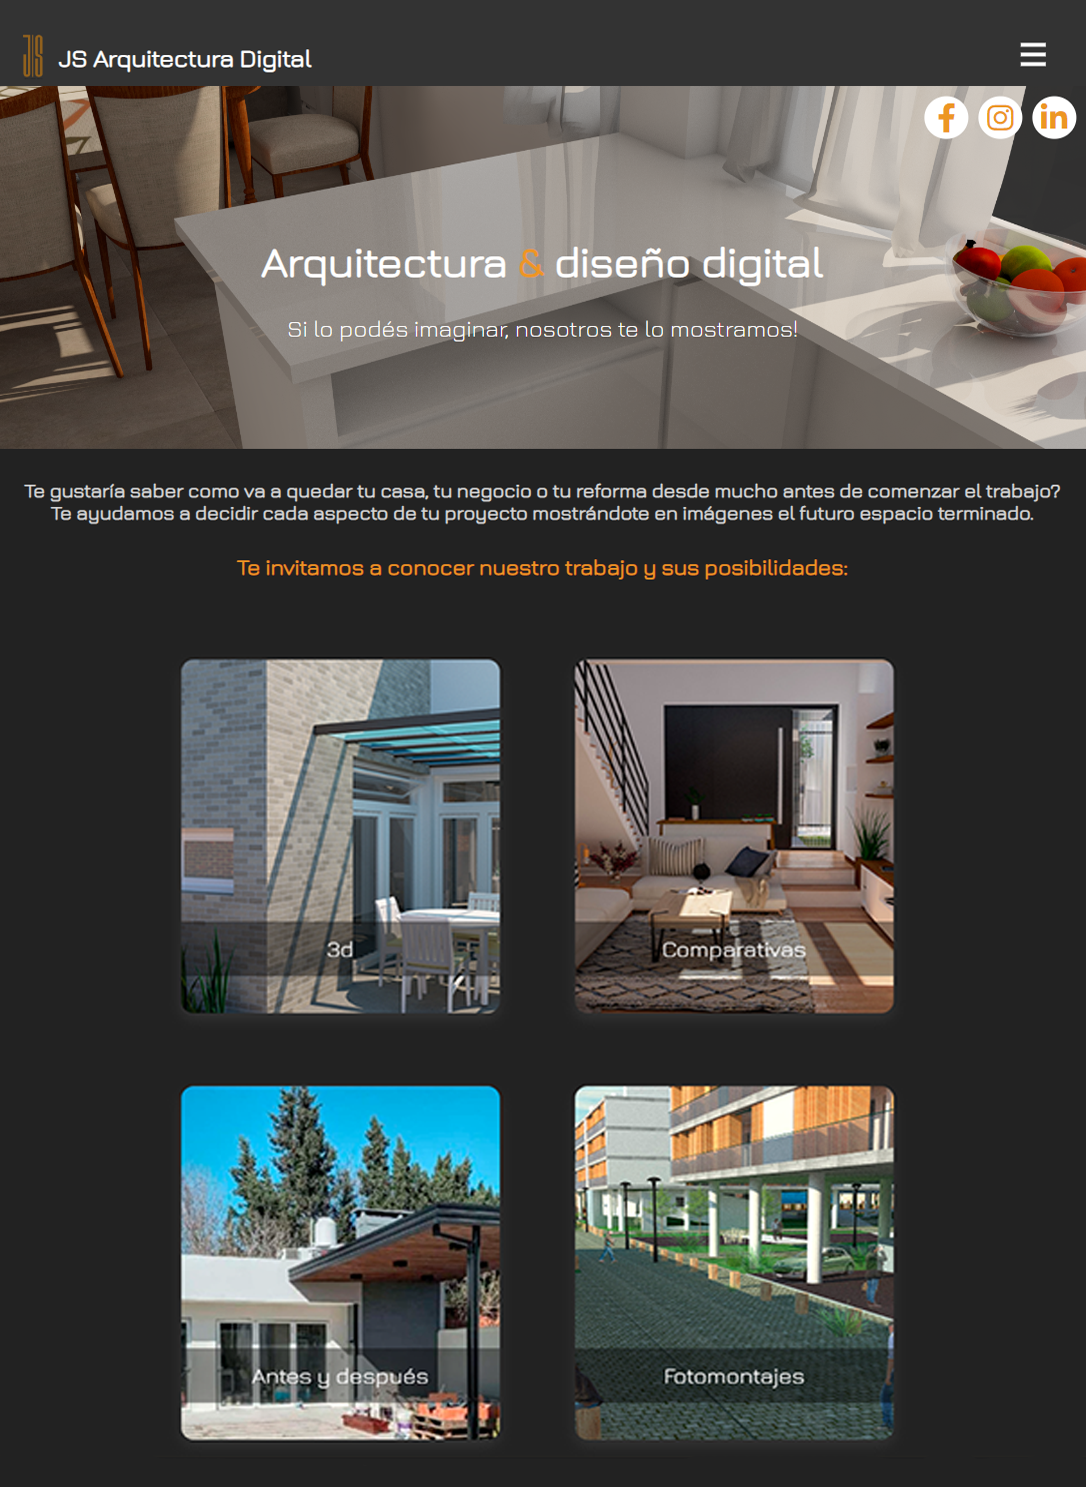 JS JS Arquitectura Digital
Arquitectura & diseño digital
Si lo podés imaginar, nosotros te lo mostramos!
Te gustaría saber como va a quedar tu casa, tu negocio o tu reforma desde mucho antes de comenzar el trabajo?
Te ayudamos a decidir cada aspecto de tu proyecto mostrándote en imágenes el futuro espacio terminado.
Te invitamos a conocer nuestro trabajo y sus posibilidades:
3d
Comparativas
Antes y después
Fotomontajes